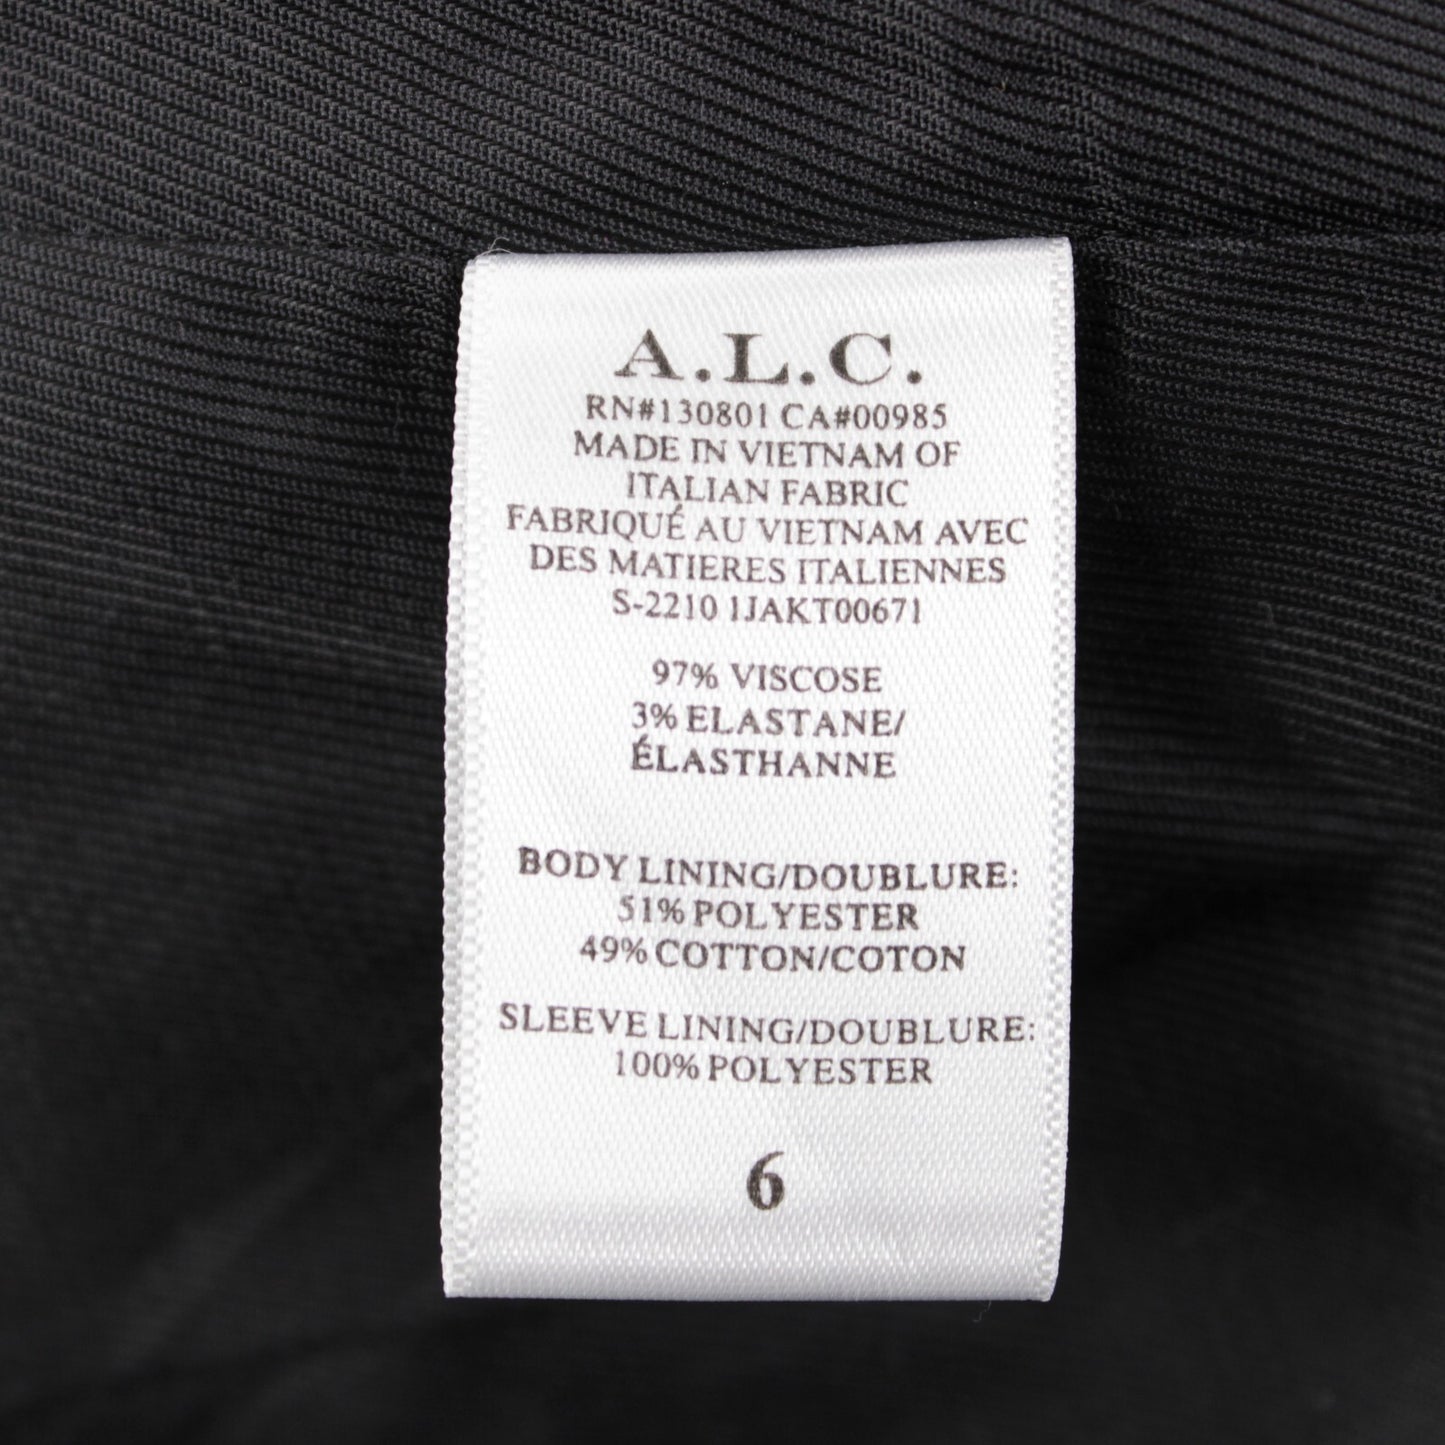 A.L.C.
RN#130801 CA#00985
MADE IN VIETNAM OF
ITALIAN FABRIC
FABRIQUÉ AU VIETNAM AVEC
DES MATIERES ITALIENNES
S-2210 1JAKT00671
97% VISCOSE
3% ELASTANE/
ÉLASTHANNE
BODY LINING/DOUBLURE:
51% POLYESTER
49% COTTON/COTON
SLEEVE LINING/DOUBLURE:
100% POLYESTER
6